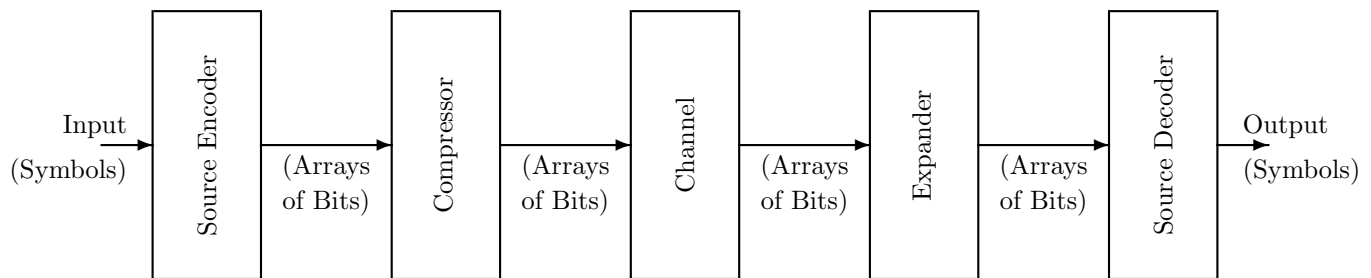 Input
(Symbols)
Source Encoder
(Arrays
of Bits)
Compressor
(Arrays
of Bits)
Channel
(Arrays
of Bits)
Expander
(Arrays
of Bits)
Source Decoder
Output
(Symbols)